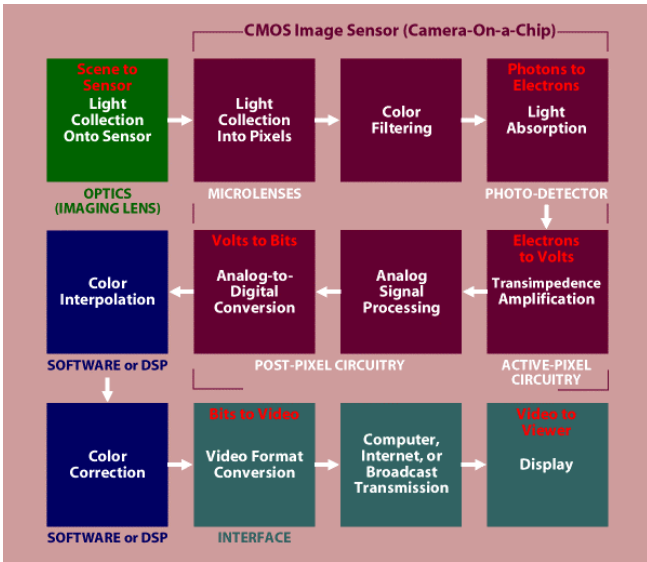 CMOS Image Sensor (Camera-On-a-Chip)
Scene to
Sensor
Light
Collection
Onto Sensor
OPTICS
(IMAGING LENS)
Light
Collection
Into Pixels
MICROLENSES
Color
Filtering
Photons to
Electrons
Light
Absorption
PHOTO-DETECTOR
Electrons
to Volts
Transimpedence
Amplification
ACTIVE-PIXEL
CIRCUITRY
Analog
Signal
Processing
Volts to Bits
Analog-to-
Digital
Conversion
POST-PIXEL CIRCUITRY
Color
Interpolation
SOFTWARE or DSP
Color
Correction
SOFTWARE or DSP
Bits to Video
Video Format
Conversion
INTERFACE
Computer,
Internet, or
Broadcast
Transmission
Video to
Viewer
Display